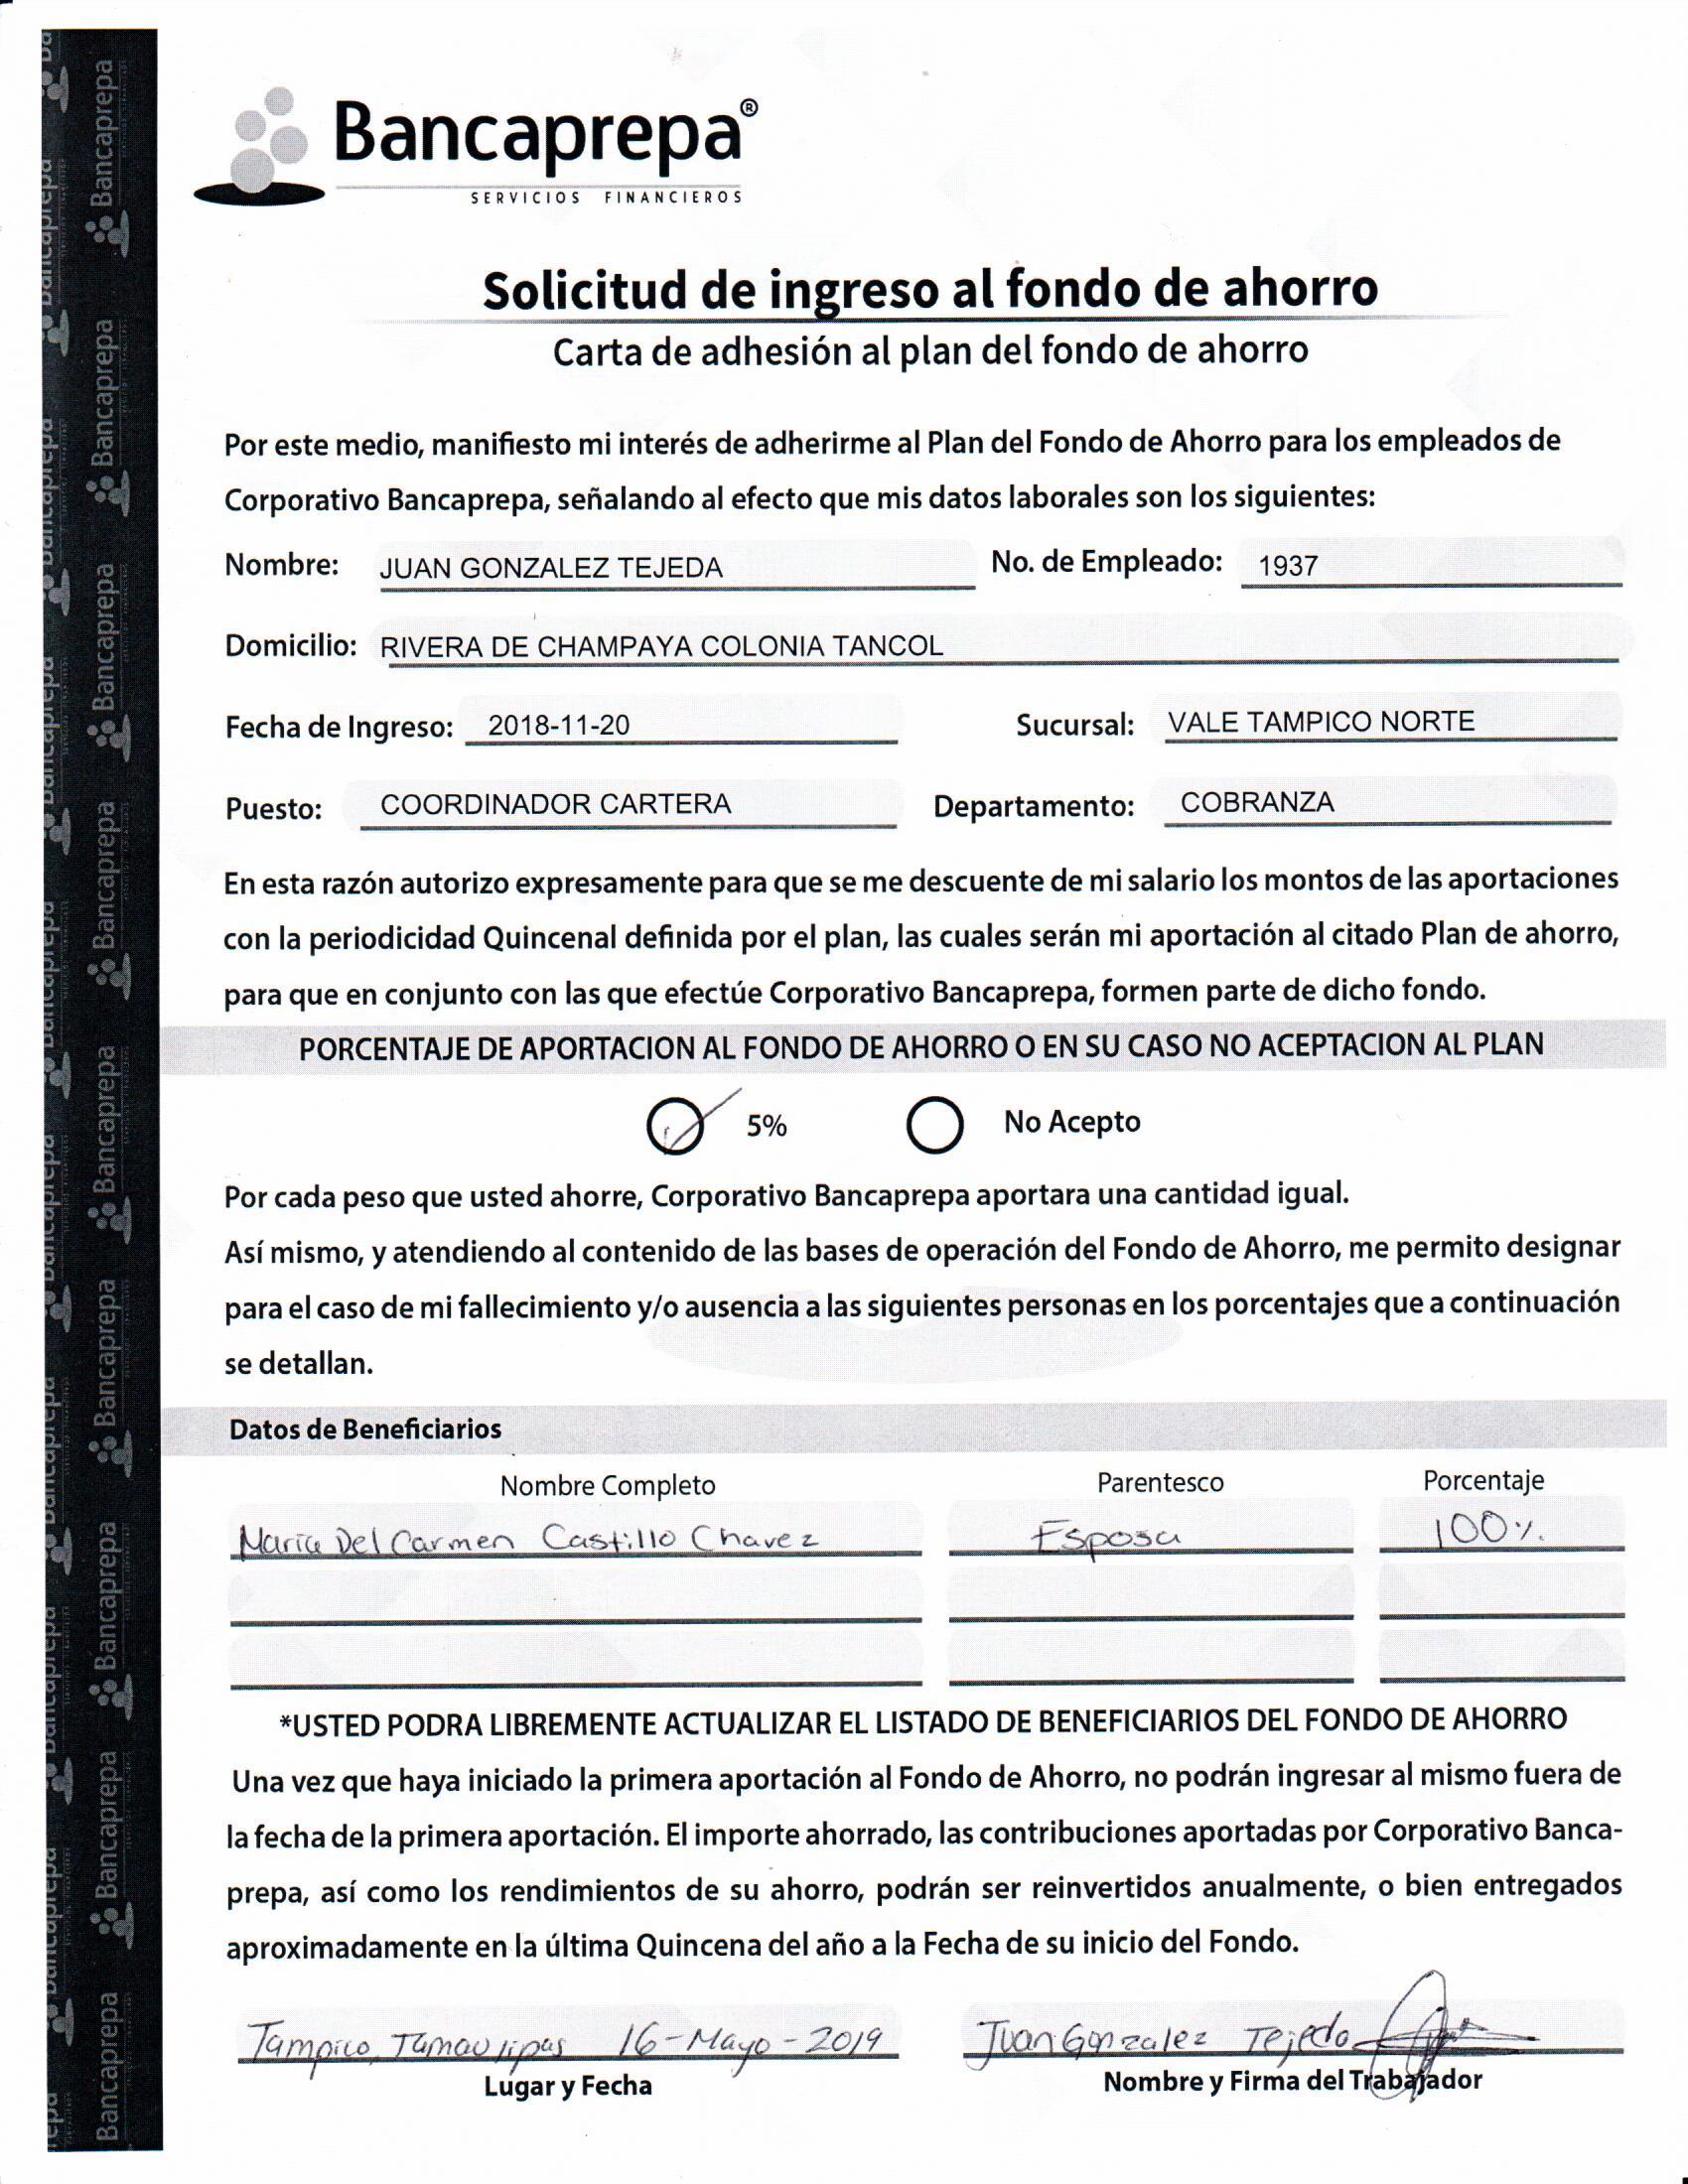 Bancaprepa®
SERVICIOS FINANCIEROS
Solicitud de ingreso al fondo de ahorro
Carta de adhesión al plan del fondo de ahorro
Por este medio, manifiesto mi interés de adherirme al Plan del Fondo de Ahorro para los empleados de
Corporativo Bancaprepa, señalando al efecto que mis datos laborales son los siguientes:
Nombre: JUAN GONZALEZ TEJEDA No. de Empleado: 1937
Domicilio: RIVERA DE CHAMPAYA COLONIA TANCOL
Fecha de Ingreso: 2018-11-20 Sucursal: VALE TAMPICO NORTE
Puesto: COORDINADOR CARTERA Departamento: COBRANZA
En esta razón autorizo expresamente para que se me descuente de mi salario los montos de las aportaciones
con la periodicidad Quincenal definida por el plan, las cuales serán mi aportación al citado Plan de ahorro,
para que en conjunto con las que efectúe Corporativo Bancaprepa, formen parte de dicho fondo.
PORCENTAJE DE APORTACION AL FONDO DE AHORRO O EN SU CASO NO ACEPTACION AL PLAN
5% No Acepto
Por cada peso que usted ahorre, Corporativo Bancaprepa aportara una cantidad igual.
Así mismo, y atendiendo al contenido de las bases de operación del Fondo de Ahorro, me permito designar
para el caso de mi fallecimiento y/o ausencia a las siguientes personas en los porcentajes que a continuación
se detallan.
Datos de Beneficiarios
Nombre Completo Parentesco Porcentaje
Maria Del Carmen Castillo Chavez Esposa 100%
*USTED PODRA LIBREMENTE ACTUALIZAR EL LISTADO DE BENEFICIARIOS DEL FONDO DE AHORRO
Una vez que haya iniciado la primera aportación al Fondo de Ahorro, no podrán ingresar al mismo fuera de
la fecha de la primera aportación. El importe ahorrado, las contribuciones aportadas por Corporativo Banca-
prepa, así como los rendimientos de su ahorro, podrán ser reinvertidos anualmente, o bien entregados
aproximadamente en la última Quincena del año a la Fecha de su inicio del Fondo.
Tampico, Tamaulipas 16-Mayo-2019 Juan Gonzalez Tejeda
Lugar y Fecha Nombre y Firma del Trabajador